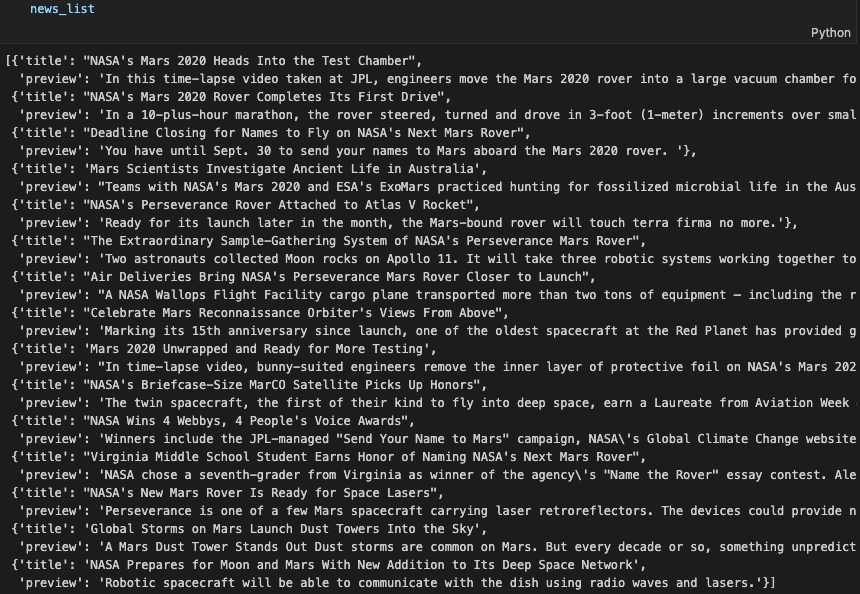 news_list
Python
[{'title': "NASA's Mars 2020 Heads Into the Test Chamber",
'preview': 'In this time-lapse video taken at JPL, engineers move the Mars 2020 rover into a large vacuum chamber fo
{'title': "NASA's Mars 2020 Rover Completes Its First Drive",
'preview': 'In a 10-plus-hour marathon, the rover steered, turned and drove in 3-foot (1-meter) increments over smal
{'title': "Deadline Closing for Names to Fly on NASA's Next Mars Rover",
'preview': 'You have until Sept. 30 to send your names to Mars aboard the Mars 2020 rover. '},
{'title': 'Mars Scientists Investigate Ancient Life in Australia',
'preview': "Teams with NASA's Mars 2020 and ESA's ExoMars practiced hunting for fossilized microbial life in the Aus
{'title': "NASA's Perseverance Rover Attached to Atlas V Rocket",
'preview': 'Ready for its launch later in the month, the Mars-bound rover will touch terra firma no more.'},
{'title': "The Extraordinary Sample-Gathering System of NASA's Perseverance Mars Rover",
'preview': 'Two astronauts collected Moon rocks on Apollo 11. It will take three robotic systems working together to
{'title': "Air Deliveries Bring NASA's Perseverance Mars Rover Closer to Launch",
'preview': "A NASA Wallops Flight Facility cargo plane transported more than two tons of equipment — including the r
{'title': "Celebrate Mars Reconnaissance Orbiter's Views From Above",
'preview': 'Marking its 15th anniversary since launch, one of the oldest spacecraft at the Red Planet has provided g
{'title': 'Mars 2020 Unwrapped and Ready for More Testing',
'preview': "In time-lapse video, bunny-suited engineers remove the inner layer of protective foil on NASA's Mars 202
{'title': "NASA's Briefcase-Size MarCO Satellite Picks Up Honors",
'preview': 'The twin spacecraft, the first of their kind to fly into deep space, earn a Laureate from Aviation Week
{'title': "NASA Wins 4 Webbys, 4 People's Voice Awards",
'preview': 'Winners include the JPL-managed "Send Your Name to Mars" campaign, NASA\'s Global Climate Change website
{'title': "Virginia Middle School Student Earns Honor of Naming NASA's Next Mars Rover",
'preview': 'NASA chose a seventh-grader from Virginia as winner of the agency\'s "Name the Rover" essay contest. Ale
{'title': "NASA's New Mars Rover Is Ready for Space Lasers",
'preview': 'Perseverance is one of a few Mars spacecraft carrying laser retroreflectors. The devices could provide n
{'title': 'Global Storms on Mars Launch Dust Towers Into the Sky',
'preview': 'A Mars Dust Tower Stands Out Dust storms are common on Mars. But every decade or so, something unpredict
{'title': 'NASA Prepares for Moon and Mars With New Addition to Its Deep Space Network',
'preview': 'Robotic spacecraft will be able to communicate with the dish using radio waves and lasers.'}]